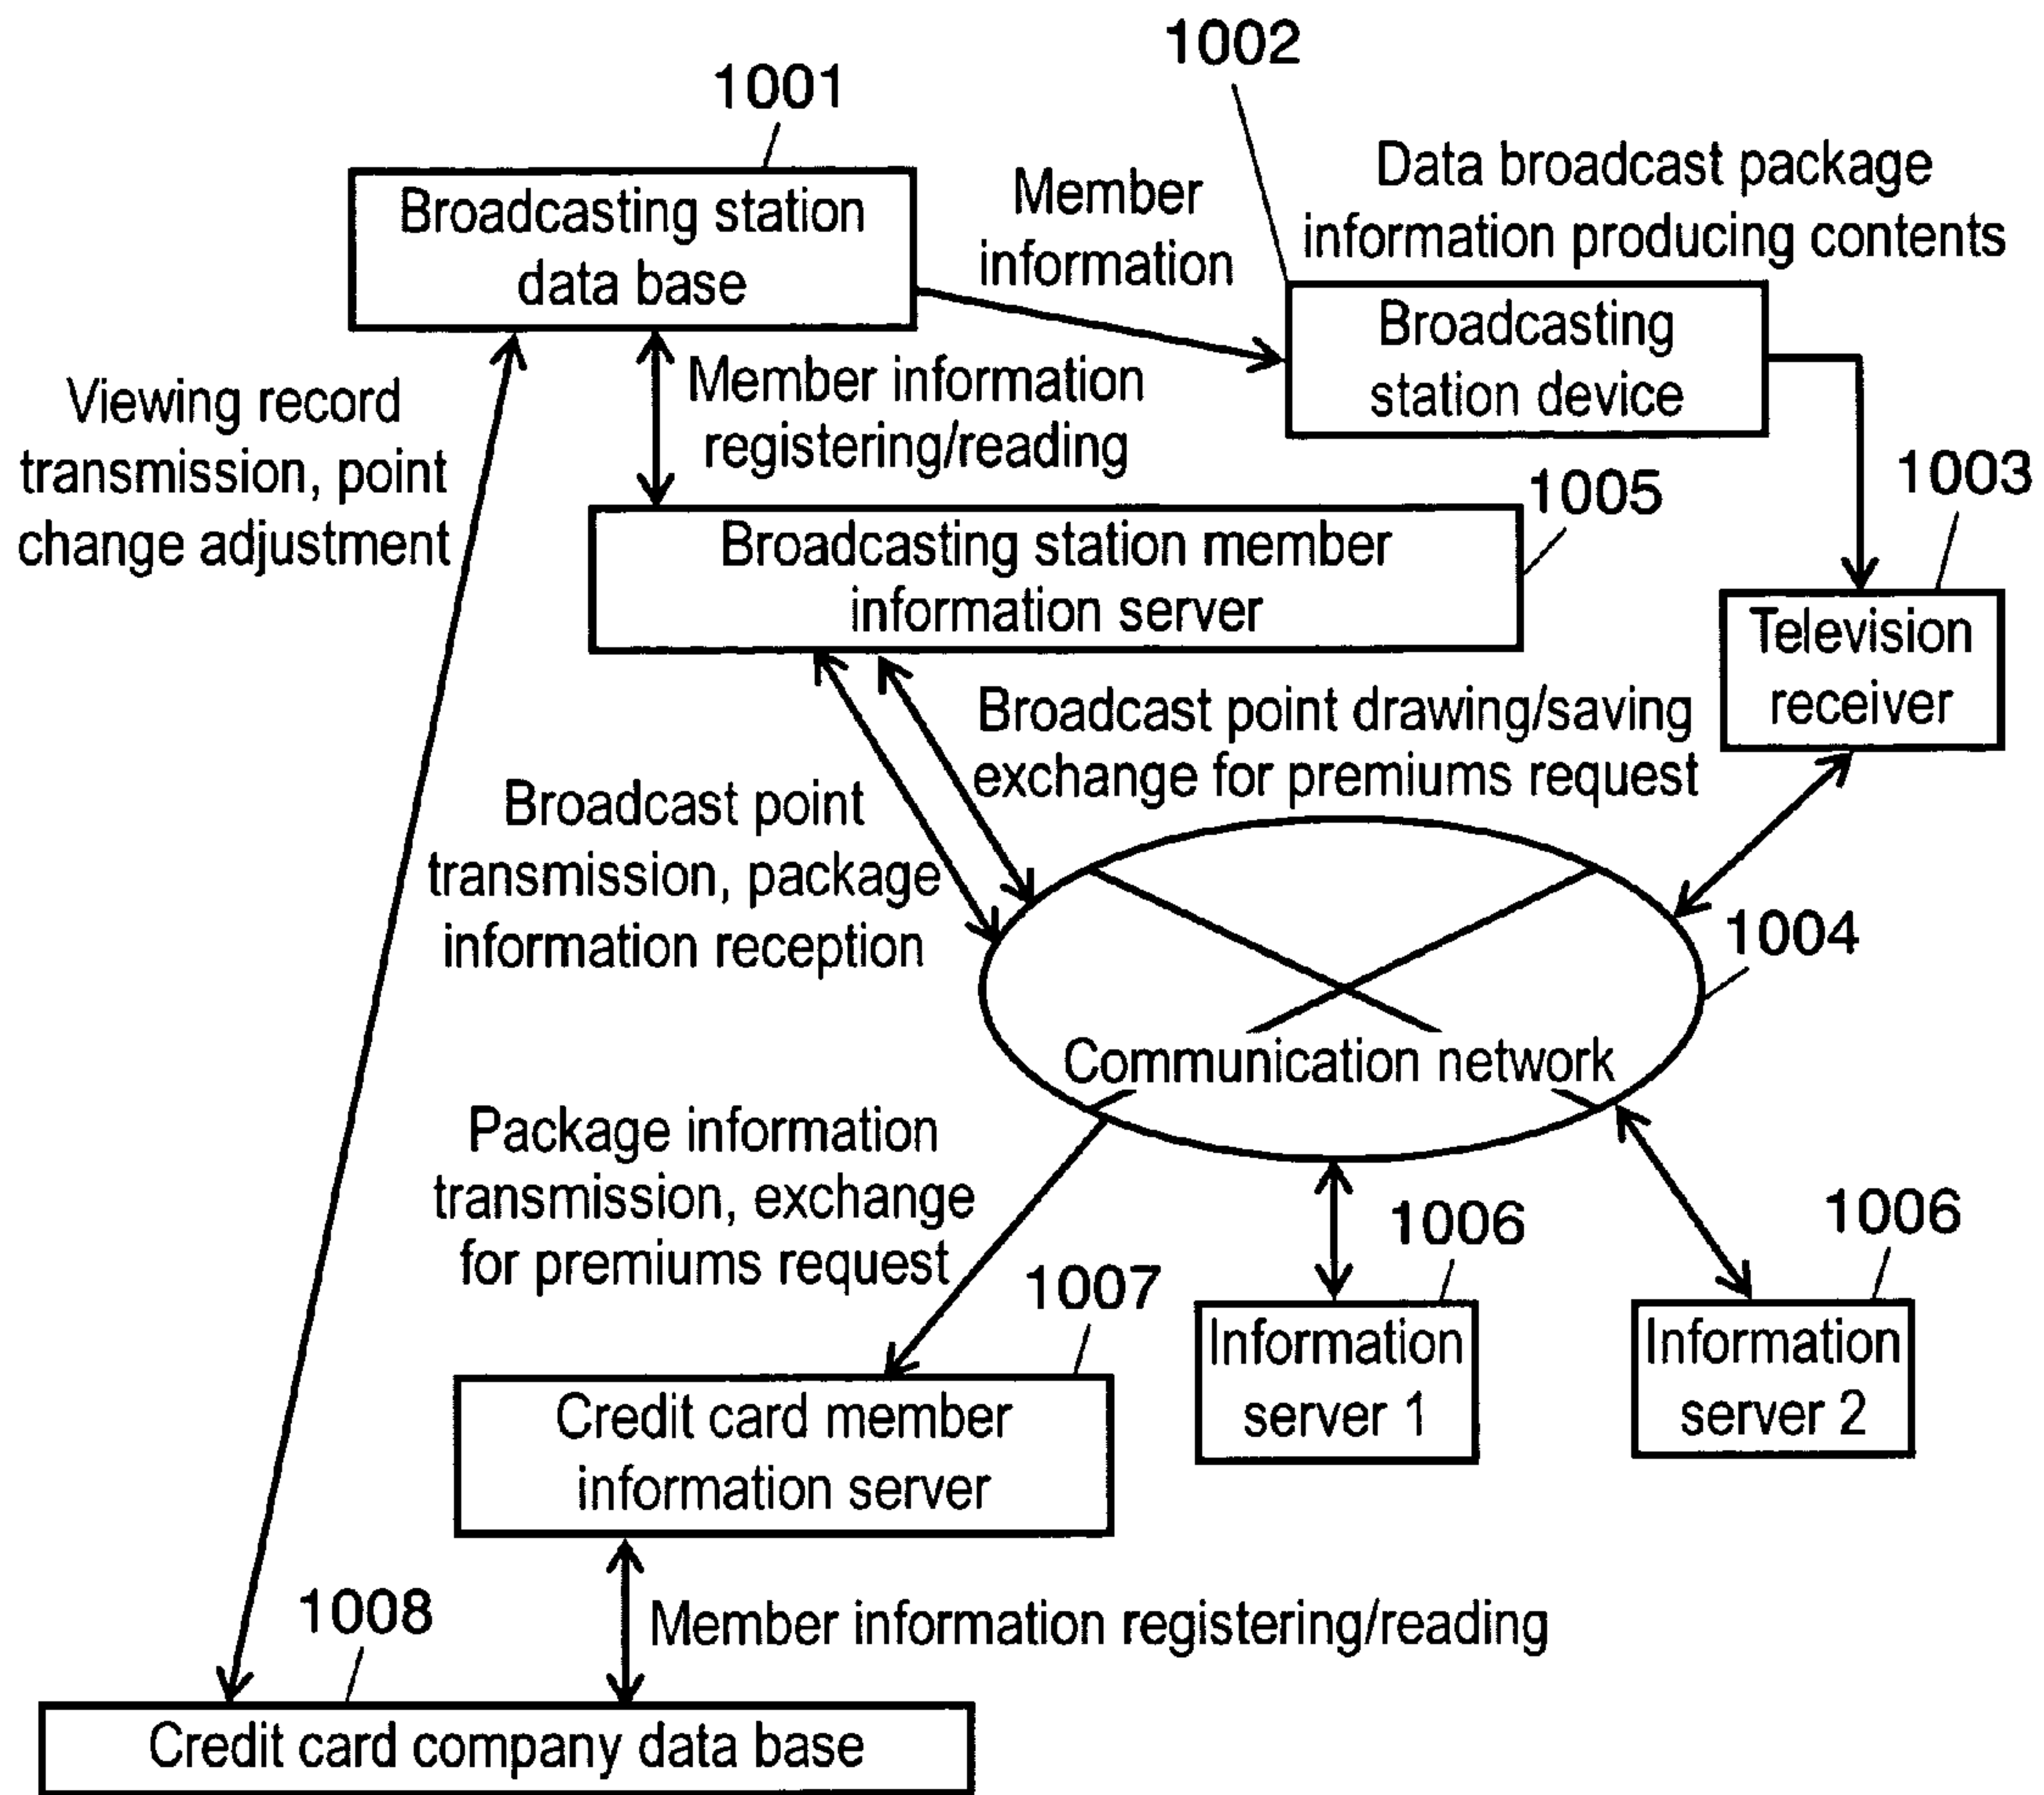 1002
1001
Data broadcast package
information producing contents
Member
information
Broadcasting station
data base
Broadcasting
station device
Viewing record
transmission, point
change adjustment
Member information
registering/reading
1003
1005
Broadcasting station member
information server
Television
receiver
Broadcast point drawing/saving
exchange for premiums request
Broadcast point
transmission, package
information reception
1004
Communication network
Package information
transmission, exchange
for premiums request
1006
1006
1007
Information
server 1
Information
server 2
Credit card member
information server
1008
Member information registering/reading
Credit card company data base